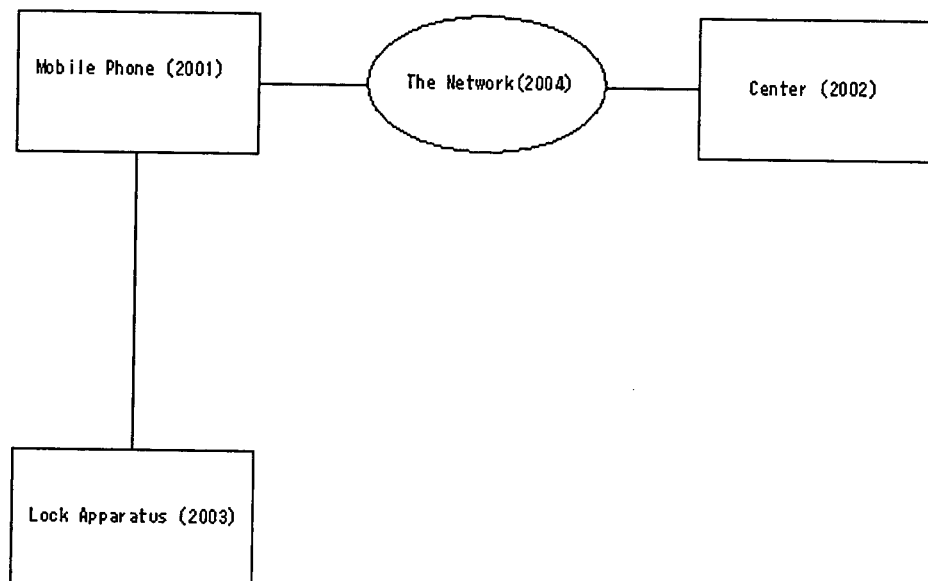 Mobile Phone (2001)
The Network(2004)
Center (2002)
Lock Apparatus (2003)